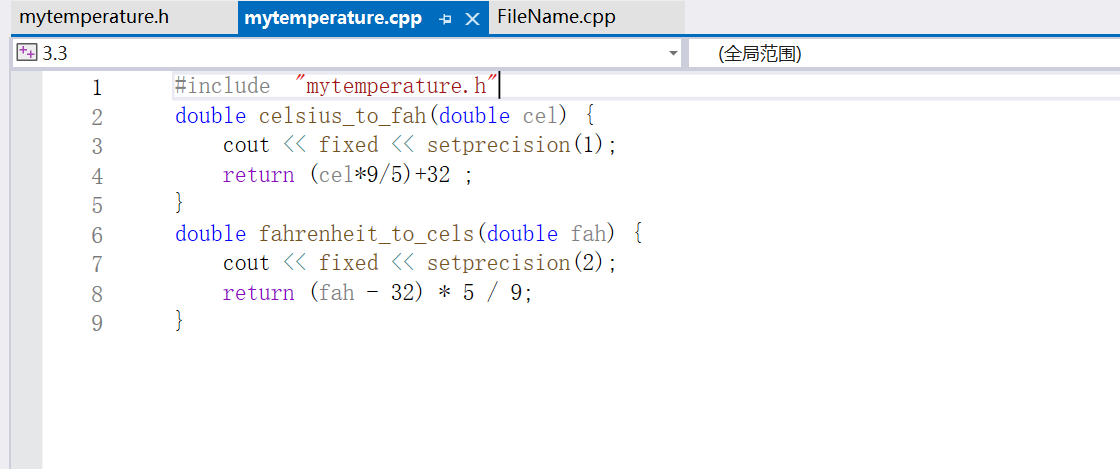 mytemperature.h mytemperature.cpp FileName.cpp
3.3 (全局范围)
1 #include "mytemperature.h"
2 double celsius_to_fah(double cel) {
3 cout << fixed << setprecision(1);
4 return (cel*9/5)+32 ;
5 }
6 double fahrenheit_to_cels(double fah) {
7 cout << fixed << setprecision(2);
8 return (fah - 32) * 5 / 9;
9 }